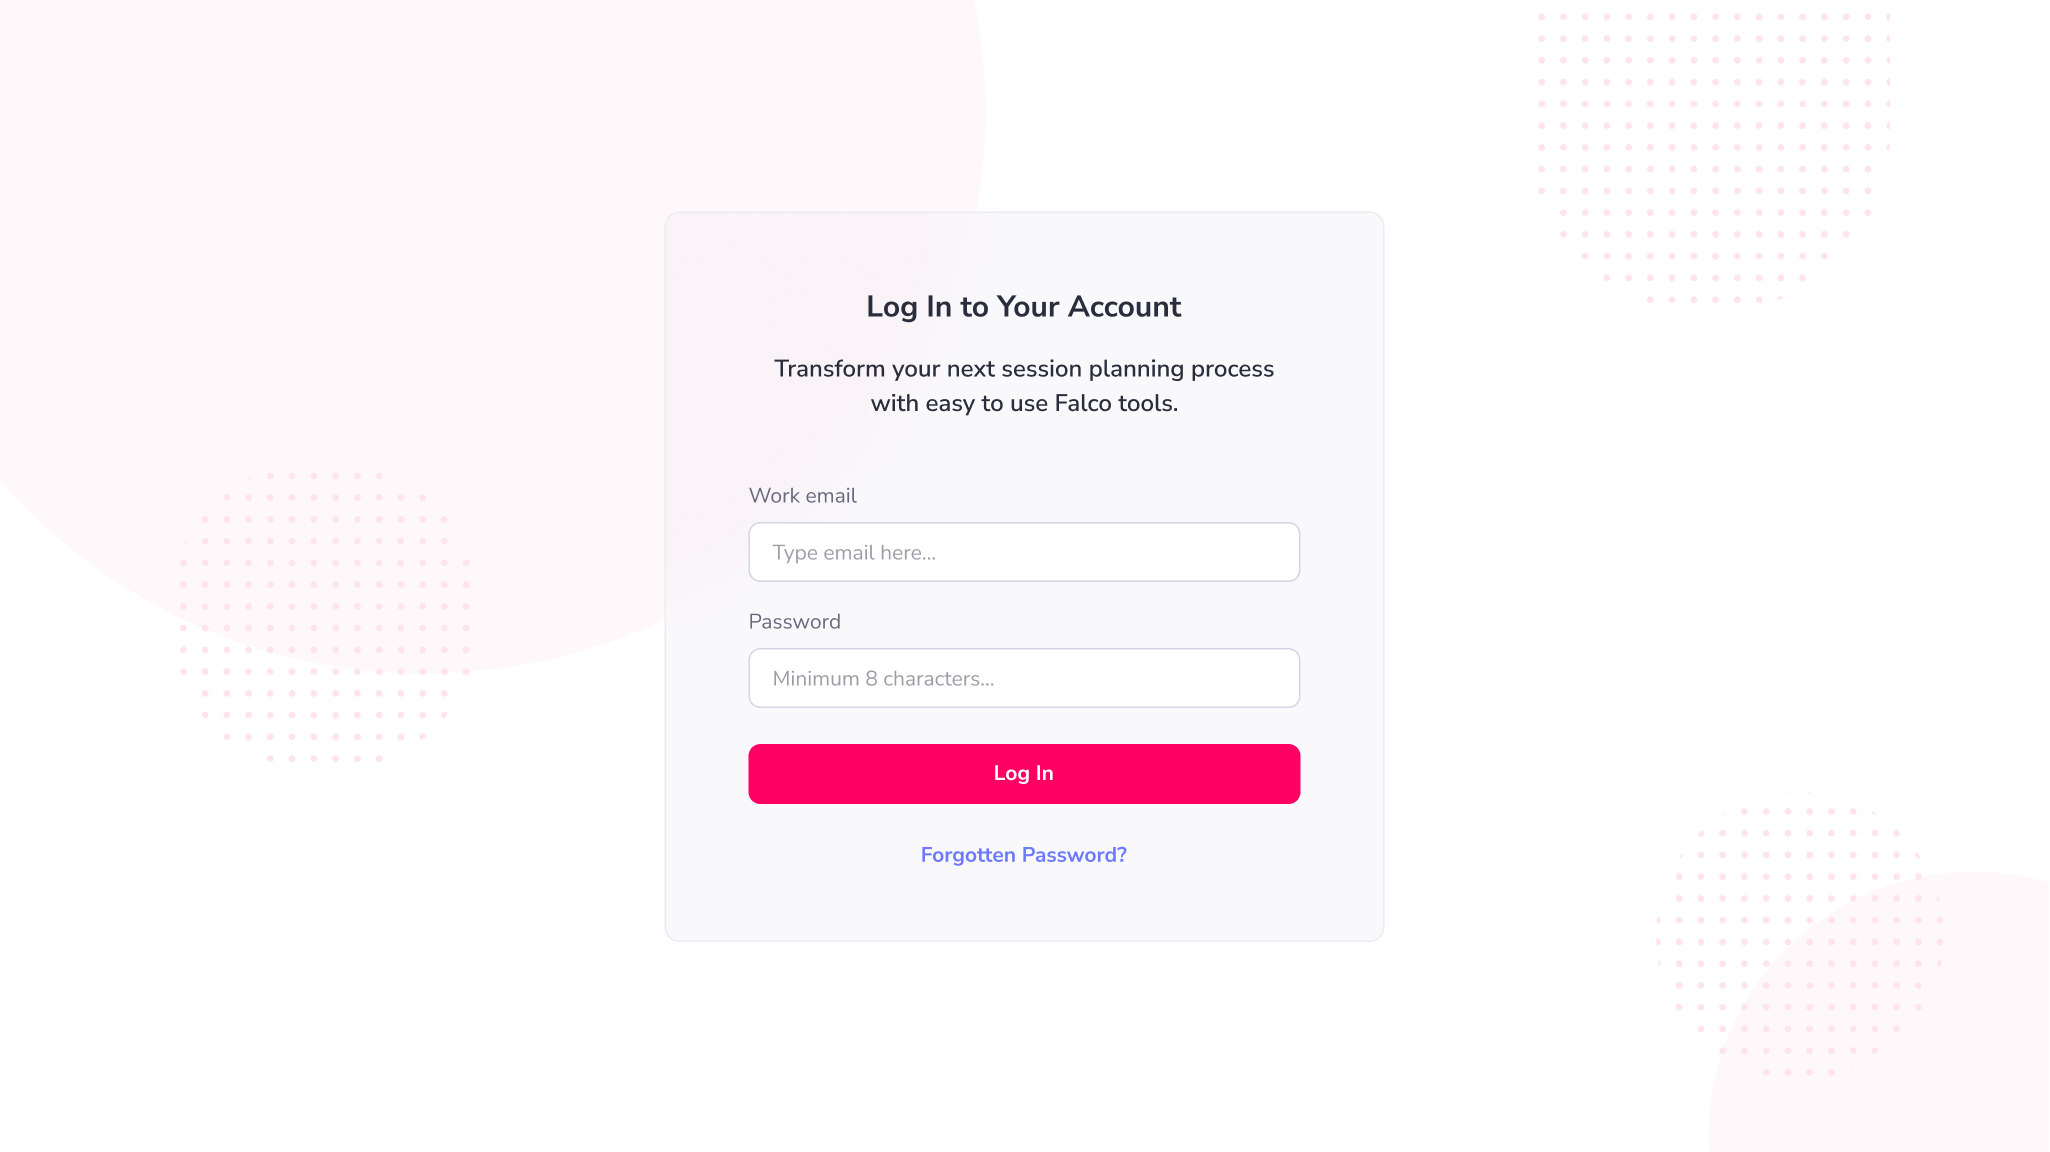 Log In to Your Account
Transform your next session planning process
with easy to use Falco tools.
Work email
Type email here...
Password
Minimum 8 characters...
Log In
Forgotten Password?